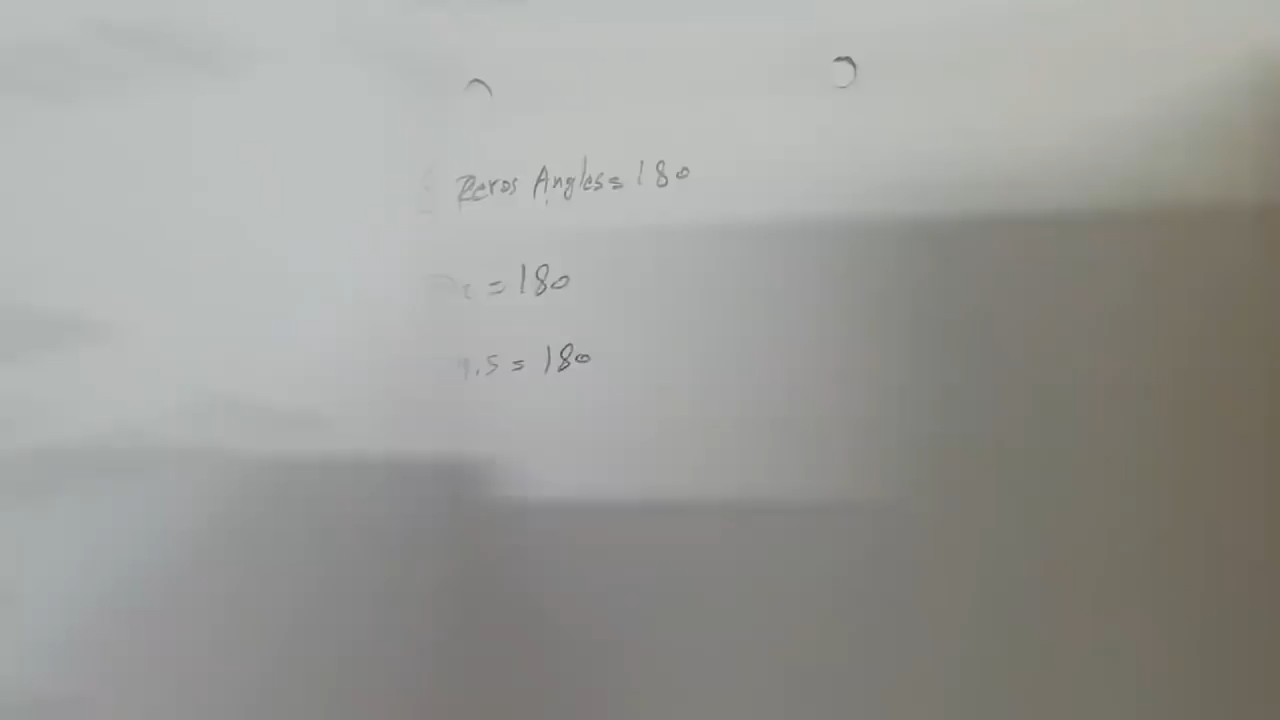 Zeros Angles = 180
= 180
.5 = 180